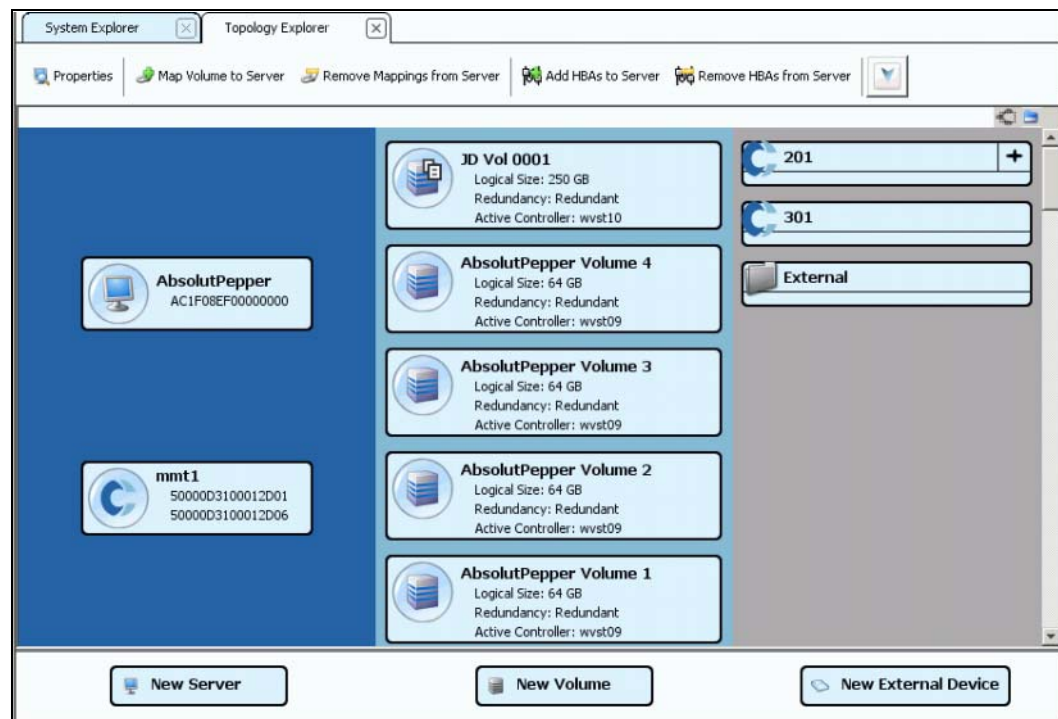 System Explorer
Topology Explorer
Properties
Map Volume to Server
Remove Mappings from Server
Add HBAs to Server
Remove HBAs from Server
AbsolutPepper
AC1F08EF00000000
mmt1
50000D3100012D01
50000D3100012D06
JD Vol 0001
Logical Size: 250 GB
Redundancy: Redundant
Active Controller: wvst10
AbsolutPepper Volume 4
Logical Size: 64 GB
Redundancy: Redundant
Active Controller: wvst09
AbsolutPepper Volume 3
Logical Size: 64 GB
Redundancy: Redundant
Active Controller: wvst09
AbsolutPepper Volume 2
Logical Size: 64 GB
Redundancy: Redundant
Active Controller: wvst09
AbsolutPepper Volume 1
Logical Size: 64 GB
Redundancy: Redundant
Active Controller: wvst09
201
301
External
New Server
New Volume
New External Device